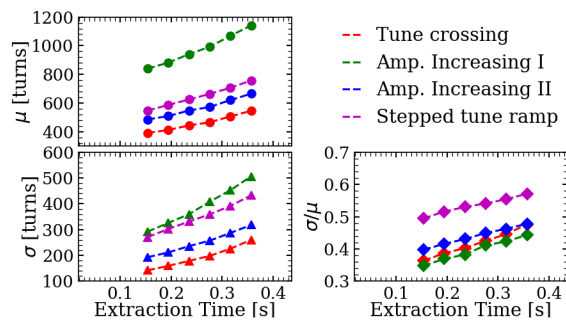 1200
1000
800
600
400
μ [turns]
Tune crossing
Amp. Increasing I
Amp. Increasing II
Stepped tune ramp
600
500
400
300
200
100
σ [turns]
0.1 0.2 0.3 0.4
Extraction Time [s]
0.7
0.6
0.5
0.4
0.3
σ/μ
0.1 0.2 0.3 0.4
Extraction Time [s]